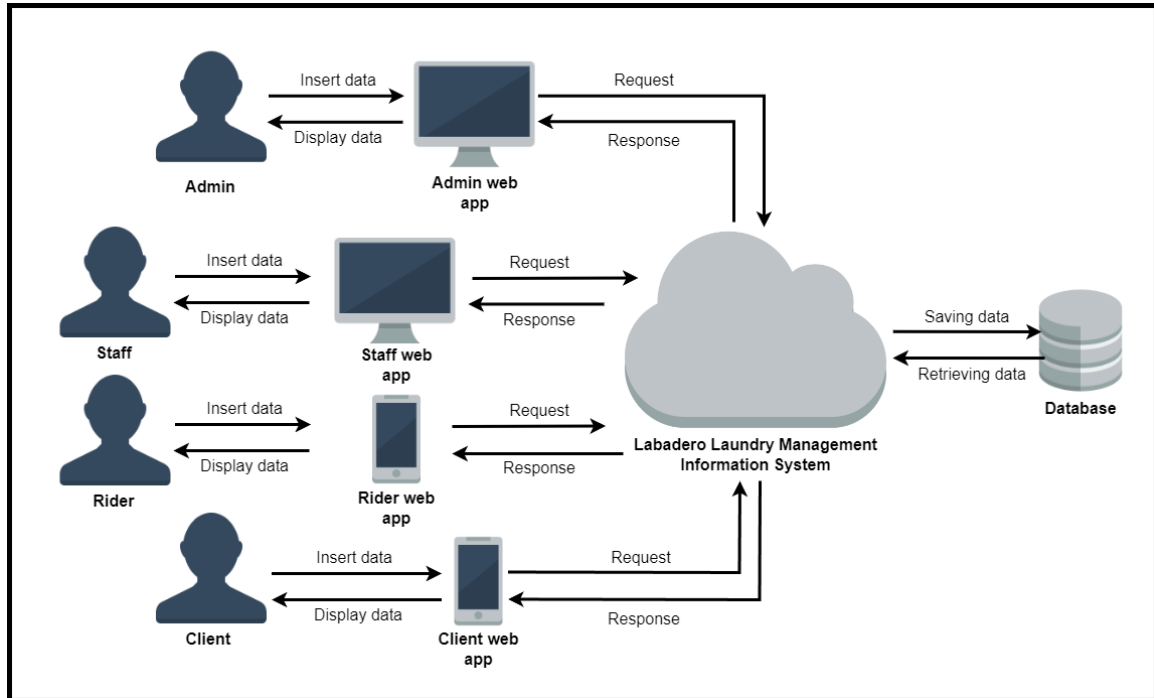 Insert data
Request
Display data
Response
Admin
Admin web
app
Insert data
Request
Display data
Response
Staff
Staff web
app
Saving data
Retrieving data
Database
Insert data
Request
Display data
Response
Rider
Rider web
app
Labadero Laundry Management
Information System
Insert data
Request
Display data
Response
Client
Client web
app